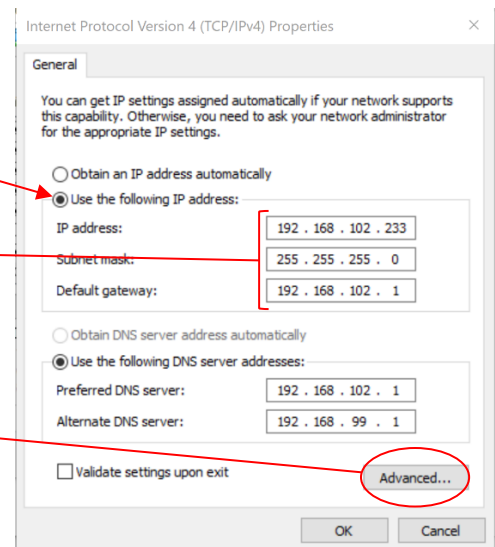 Internet Protocol Version 4 (TCP/IPv4) Properties
General
You can get IP settings assigned automatically if your network supports
this capability. Otherwise, you need to ask your network administrator
for the appropriate IP settings.
Obtain an IP address automatically
Use the following IP address:
IP address: 192 . 168 . 102 . 233
Subnet mask: 255 . 255 . 255 . 0
Default gateway: 192 . 168 . 102 . 1
Obtain DNS server address automatically
Use the following DNS server addresses:
Preferred DNS server: 192 . 168 . 102 . 1
Alternate DNS server: 192 . 168 . 99 . 1
Validate settings upon exit
Advanced...
OK Cancel